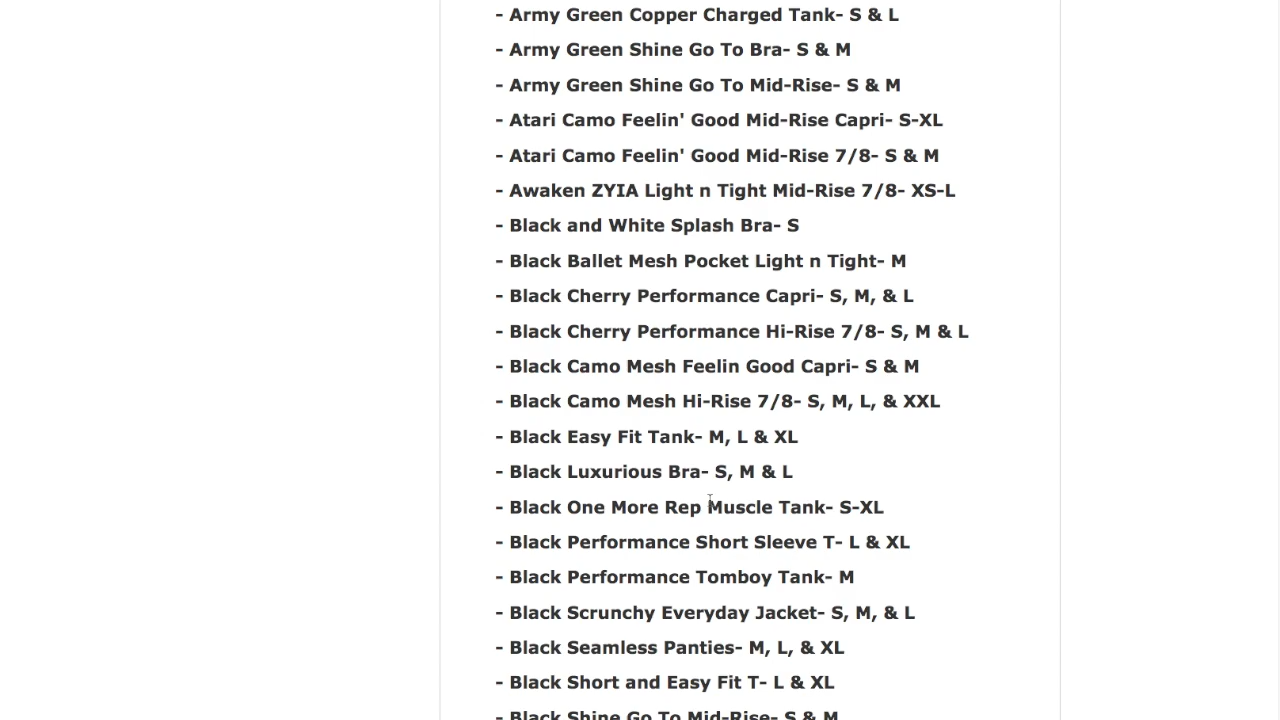 - Army Green Copper Charged Tank- S & L
- Army Green Shine Go To Bra- S & M
- Army Green Shine Go To Mid-Rise- S & M
- Atari Camo Feelin' Good Mid-Rise Capri- S-XL
- Atari Camo Feelin' Good Mid-Rise 7/8- S & M
- Awaken ZYIA Light n Tight Mid-Rise 7/8- XS-L
- Black and White Splash Bra- S
- Black Ballet Mesh Pocket Light n Tight- M
- Black Cherry Performance Capri- S, M, & L
- Black Cherry Performance Hi-Rise 7/8- S, M & L
- Black Camo Mesh Feelin Good Capri- S & M
- Black Camo Mesh Hi-Rise 7/8- S, M, L, & XXL
- Black Easy Fit Tank- M, L & XL
- Black Luxurious Bra- S, M & L
- Black One More Rep Muscle Tank- S-XL
- Black Performance Short Sleeve T- L & XL
- Black Performance Tomboy Tank- M
- Black Scrunchy Everyday Jacket- S, M, & L
- Black Seamless Panties- M, L, & XL
- Black Short and Easy Fit T- L & XL
- Black Shine Go To Mid-Rise- S & M